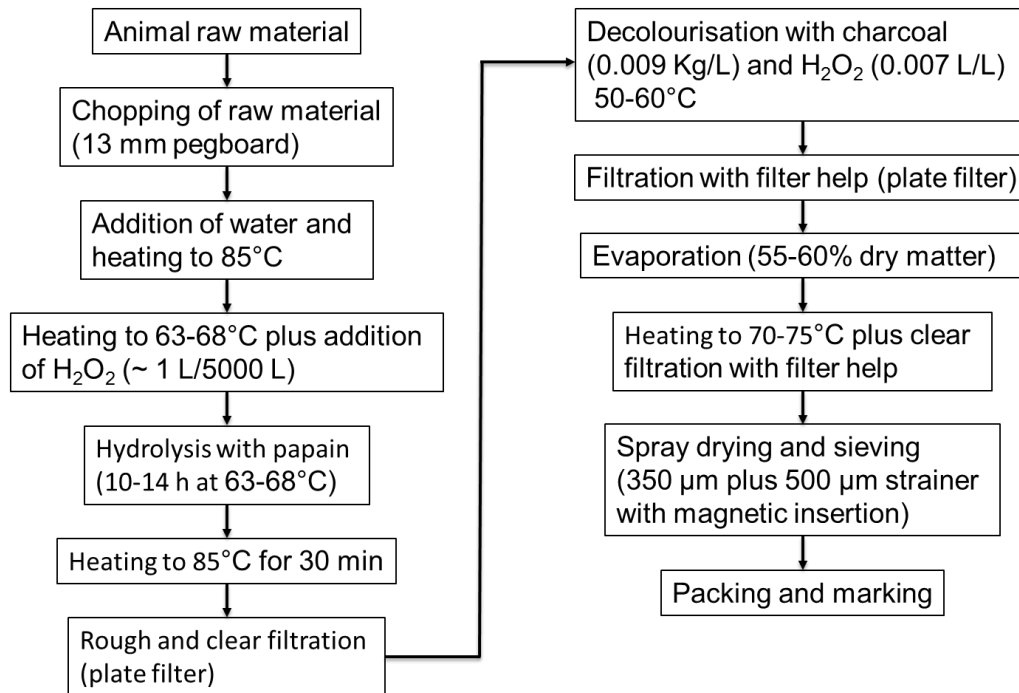 Animal raw material
Chopping of raw material
(13 mm pegboard)
Addition of water and
heating to 85°C
Heating to 63-68°C plus addition
of H₂O₂ (~ 1 L/5000 L)
Hydrolysis with papain
(10-14 h at 63-68°C)
Heating to 85°C for 30 min
Rough and clear filtration
(plate filter)
Decolourisation with charcoal
(0.009 Kg/L) and H₂O₂ (0.007 L/L)
50-60°C
Filtration with filter help (plate filter)
Evaporation (55-60% dry matter)
Heating to 70-75°C plus clear
filtration with filter help
Spray drying and sieving
(350 µm plus 500 µm strainer
with magnetic insertion)
Packing and marking